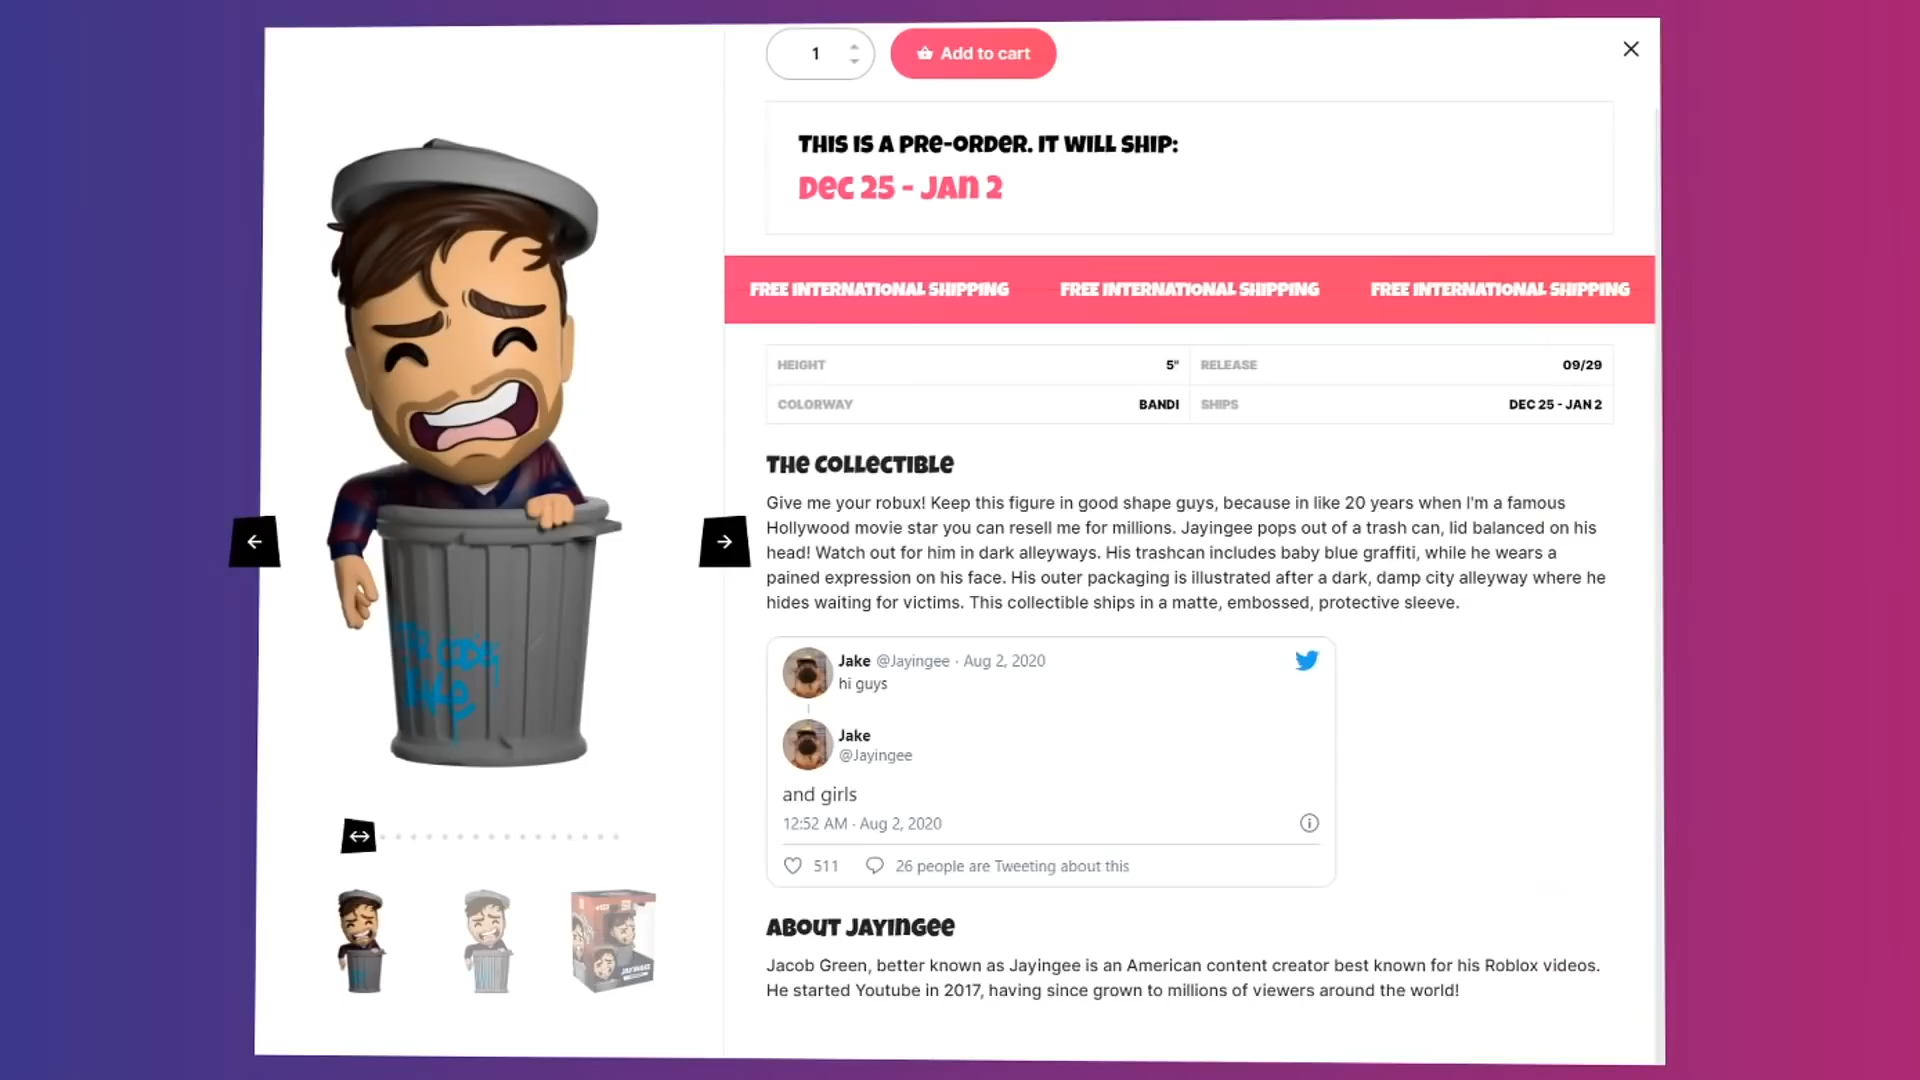 1
Add to cart
THIS IS A PRE-ORDER. IT WILL SHIP:
DEC 25 - JAN 2
FREE INTERNATIONAL SHIPPING FREE INTERNATIONAL SHIPPING FREE INTERNATIONAL SHIPPING
HEIGHT 5" RELEASE 09/29
COLORWAY BANDI SHIPS DEC 25 - JAN 2
THE COLLECTIBLE
Give me your robux! Keep this figure in good shape guys, because in like 20 years when I'm a famous
Hollywood movie star you can resell me for millions. Jayingee pops out of a trash can, lid balanced on his
head! Watch out for him in dark alleyways. His trashcan includes baby blue graffiti, while he wears a
pained expression on his face. His outer packaging is illustrated after a dark, damp city alleyway where he
hides waiting for victims. This collectible ships in a matte, embossed, protective sleeve.
Jake @Jayingee · Aug 2, 2020
hi guys
Jake
@Jayingee
and girls
12:52 AM · Aug 2, 2020
511 26 people are Tweeting about this
ABOUT JAYINGEE
Jacob Green, better known as Jayingee is an American content creator best known for his Roblox videos.
He started Youtube in 2017, having since grown to millions of viewers around the world!
CODE
JAYINGEE